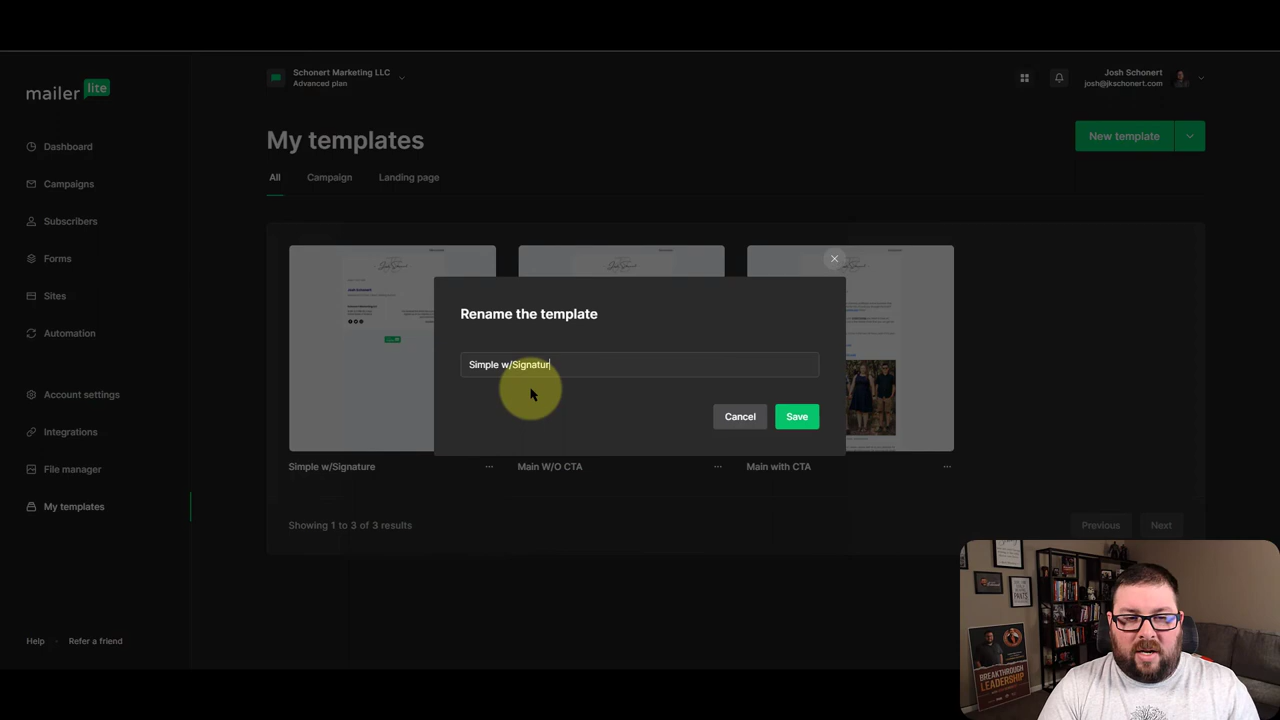 mailer lite
Schonert Marketing LLC
Advanced plan
Josh Schonert
josh@jkschonert.com
Dashboard
Campaigns
Subscribers
Forms
Sites
Automation
Account settings
Integrations
File manager
My templates
Help
Refer a friend
My templates
New template
All
Campaign
Landing page
Rename the template
Simple w/Signatur
Cancel
Save
Simple w/Signature
Main W/O CTA
Main with CTA
Showing 1 to 3 of 3 results
Previous
Next
BREAKTHROUGH
LEADERSHIP